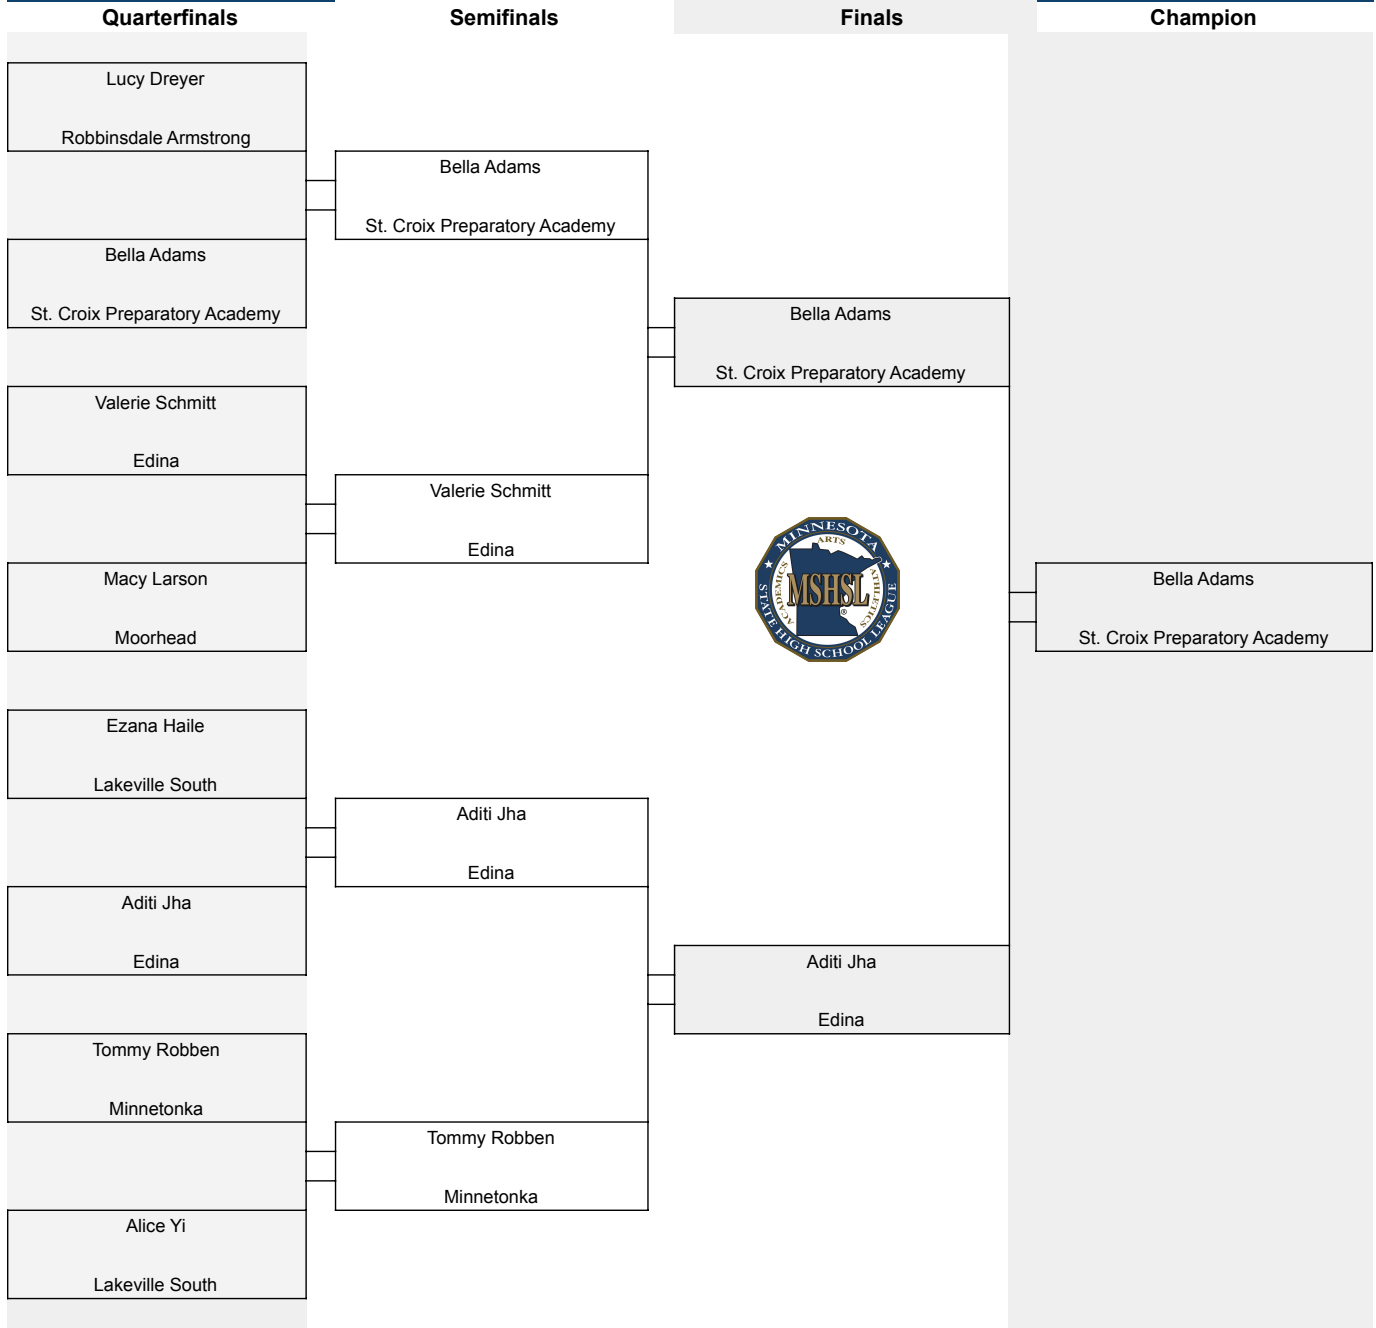 Quarterfinals
Semifinals
Finals
Champion
Lucy Dreyer
Robbinsdale Armstrong
Bella Adams
St. Croix Preparatory Academy
Valerie Schmitt
Edina
Macy Larson
Moorhead
Ezana Haile
Lakeville South
Aditi Jha
Edina
Tommy Robben
Minnetonka
Alice Yi
Lakeville South
Bella Adams
St. Croix Preparatory Academy
Valerie Schmitt
Edina
Aditi Jha
Edina
Tommy Robben
Minnetonka
Bella Adams
St. Croix Preparatory Academy
MINNESOTA
STATE HIGH SCHOOL LEAGUE
ACADEMICS
ARTS
ATHLETICS
MSHSL
®
Aditi Jha
Edina
Bella Adams
St. Croix Preparatory Academy